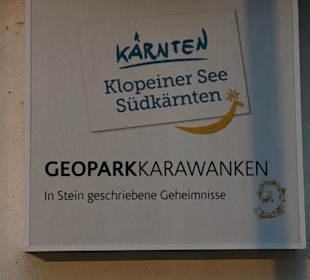 KÄRNTEN
Klopeiner See
Südkärnten
GEOPARKKARAWANKEN
In Stein geschriebene Geheimnisse